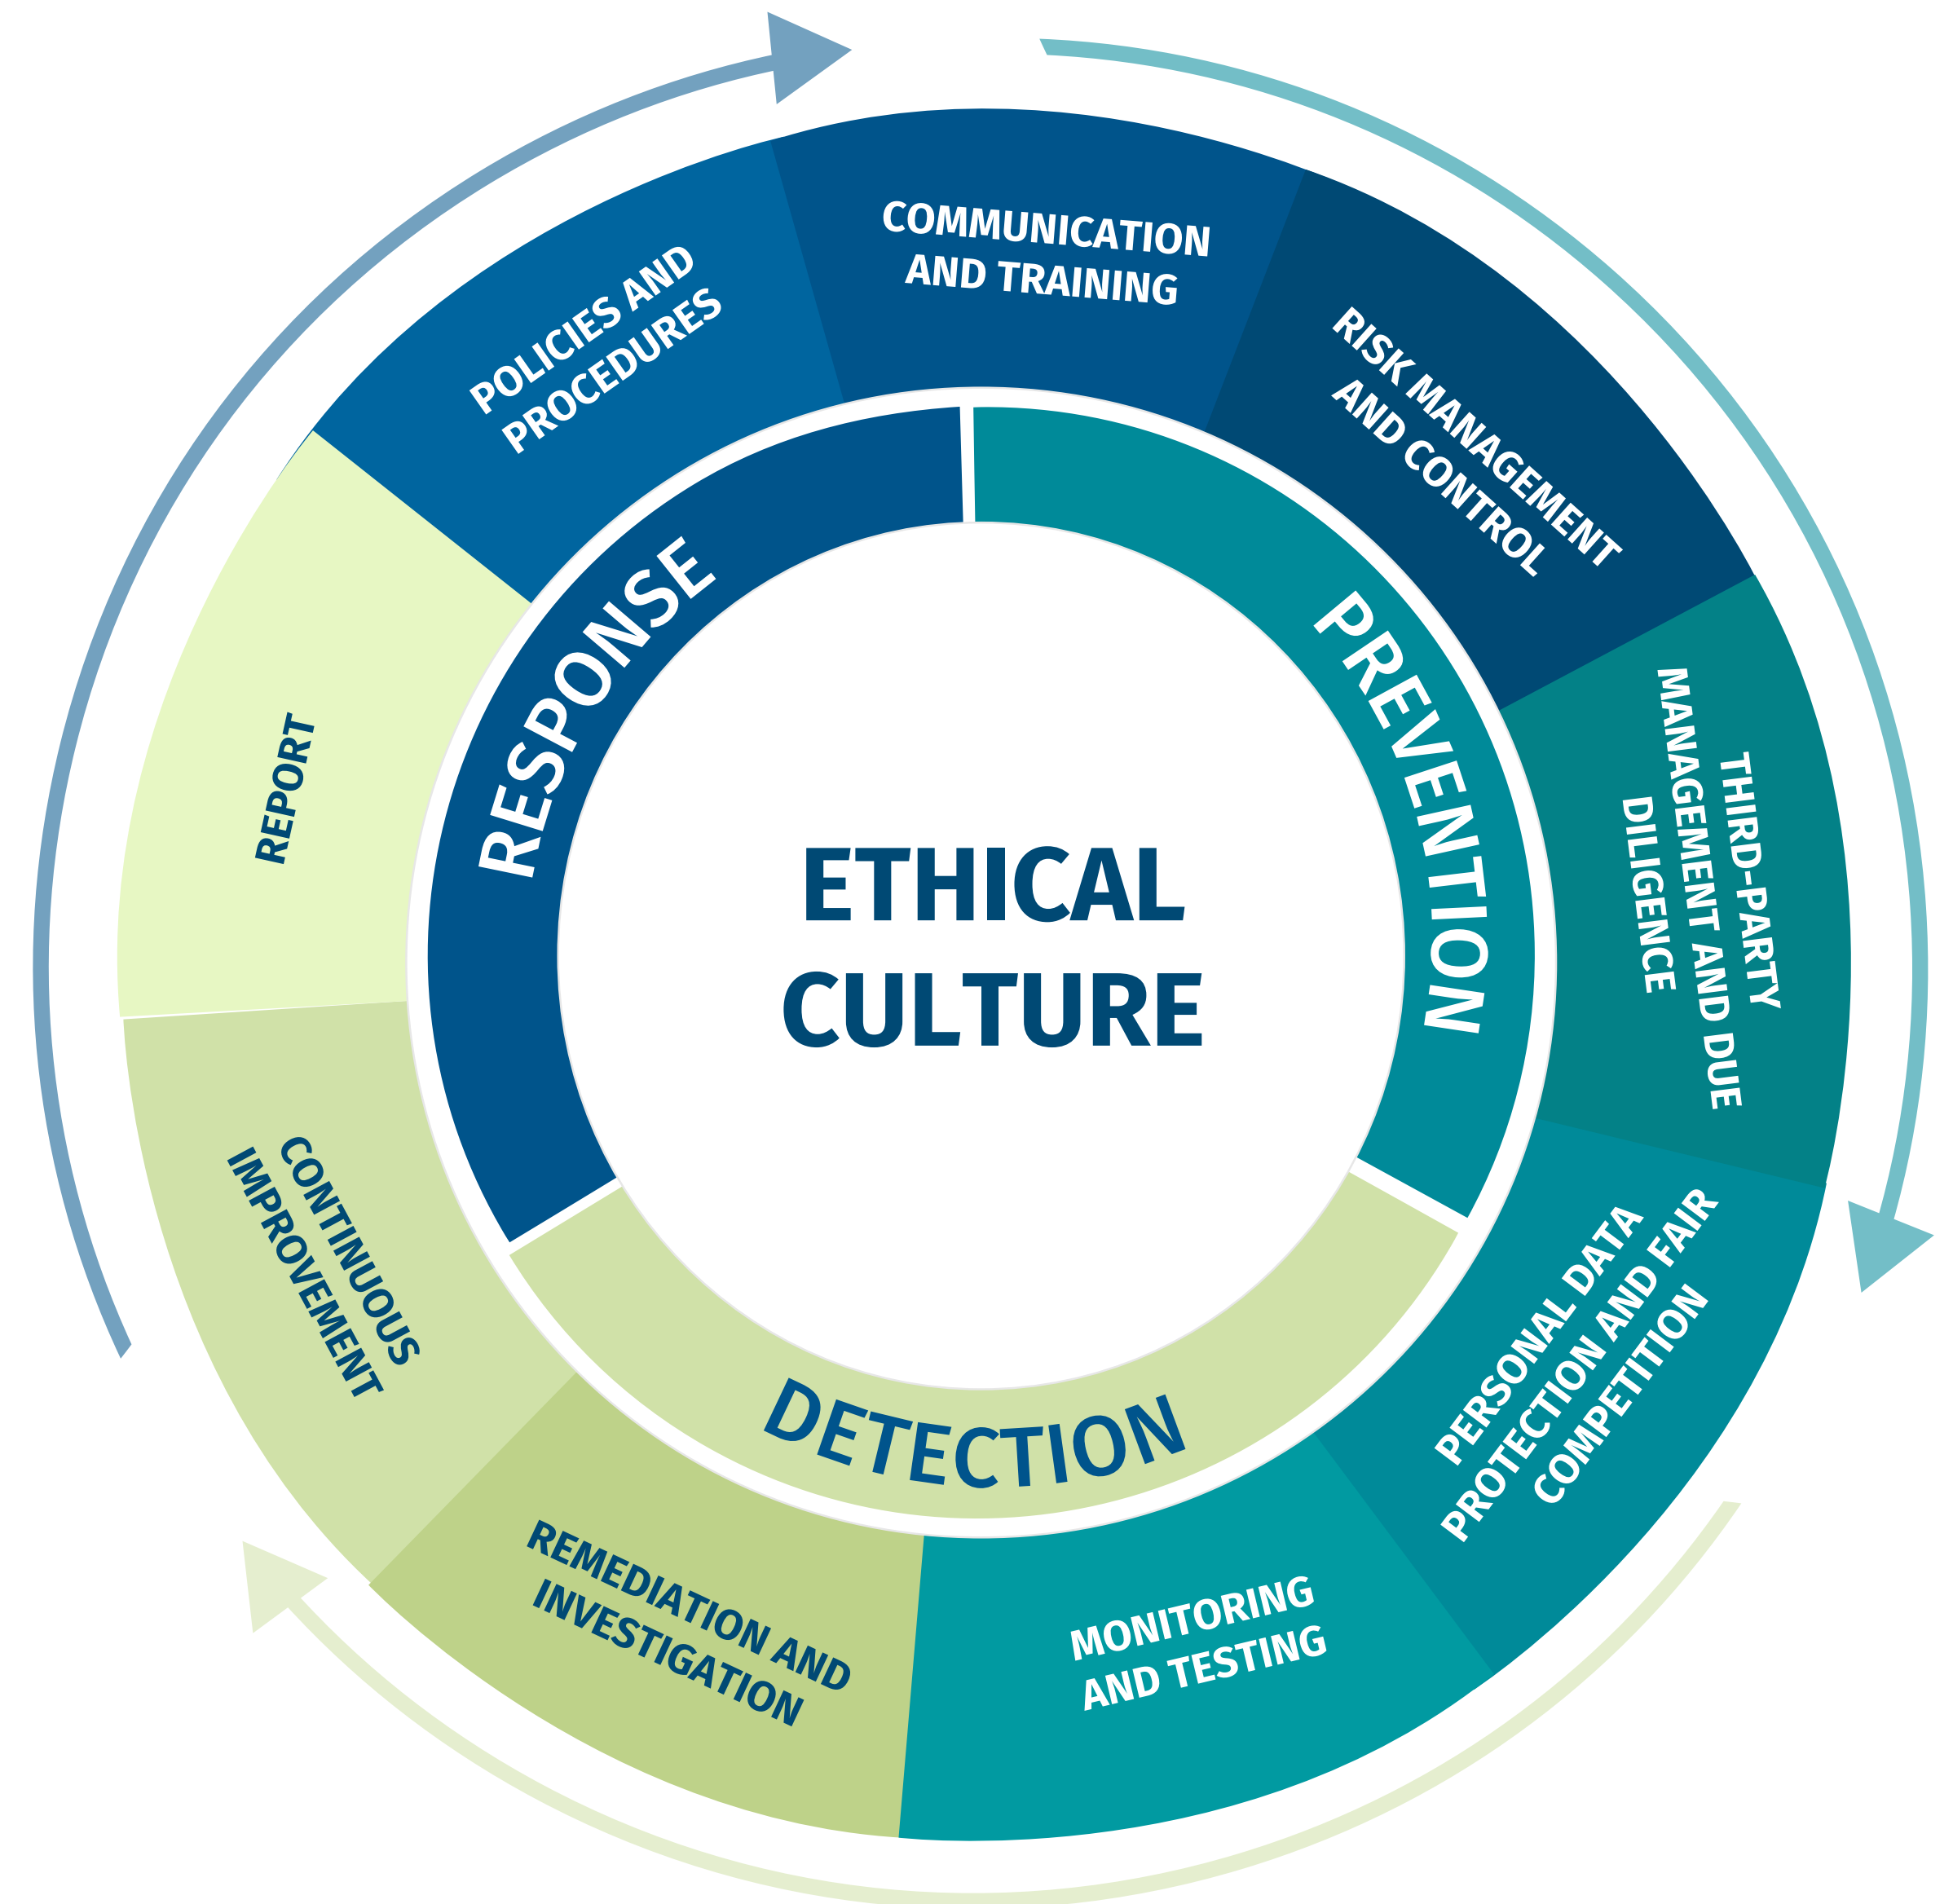 COMMUNICATION
AND TRAINING
RISK MANAGEMENT
AND CONTROL
THIRD-PARTY
MANAGEMENT AND DUE
DILIGENCE
PERSONAL DATA
PROTECTION AND FAIR
COMPETITION
MONITORING
AND TESTING
REMEDIATION AND
INVESTIGATION
CONTINUOUS
IMPROVEMENT
REPORT
POLICIES AND
PROCEDURES
RESPONSE
PREVENTION
DETECTION
ETHICAL
CULTURE